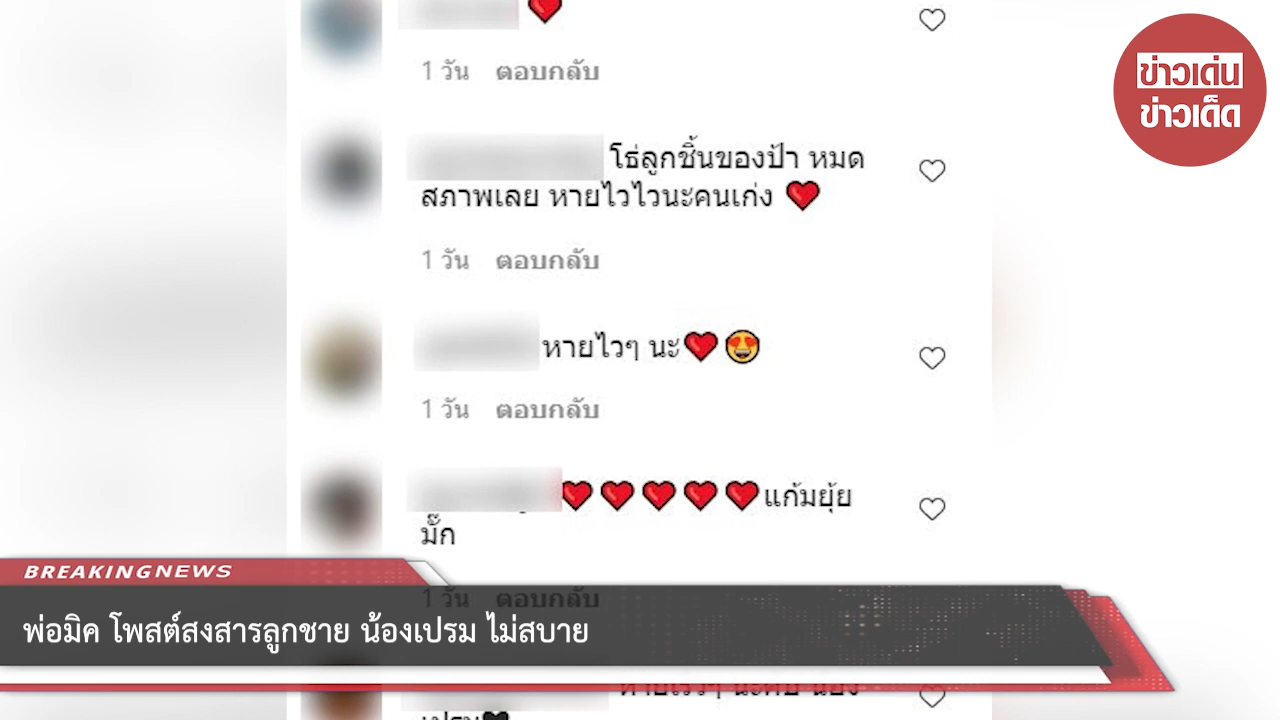 ❤️
1 วัน ตอบกลับ
โธ่ลูกชิ้นของป้า หมด
สภาพเลย หายไวไวนะคนเก่ง ❤️
1 วัน ตอบกลับ
หายไวๆ นะ❤️😍
1 วัน ตอบกลับ
❤️❤️❤️❤️❤️แก้มยุ้ย
มั๊ก
1 วัน ตอบกลับ
ข่าวเด่น
ข่าวเด็ด
BREAKINGNEWS
พ่อมิค โพสต์สงสารลูกชาย น้องเปรม ไม่สบาย